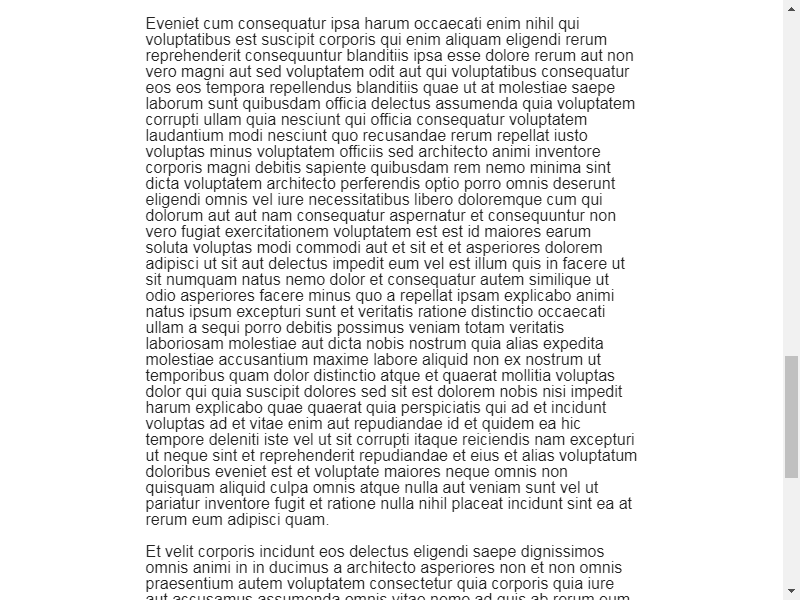 Eveniet cum consequatur ipsa harum occaecati enim nihil qui
voluptatibus est suscipit corporis qui enim aliquam eligendi rerum
reprehenderit consequuntur blanditiis ipsa esse dolore rerum aut non
vero magni aut sed voluptatem odit aut qui voluptatibus consequatur
eos eos tempora repellendus blanditiis quae ut at molestiae saepe
laborum sunt quibusdam officia delectus assumenda quia voluptatem
corrupti ullam quia nesciunt qui officia consequatur voluptatem
laudantium modi nesciunt quo recusandae rerum repellat iusto
voluptas minus voluptatem officiis sed architecto animi inventore
corporis magni debitis sapiente quibusdam rem nemo minima sint
dicta voluptatem architecto perferendis optio porro omnis deserunt
eligendi omnis vel iure necessitatibus libero doloremque cum qui
dolorum aut aut nam consequatur aspernatur et consequuntur non
vero fugiat exercitationem voluptatem est est id maiores earum
soluta voluptas modi commodi aut et sit et et asperiores dolorem
adipisci ut sit aut delectus impedit eum vel est illum quis in facere ut
sit numquam natus nemo dolor et consequatur autem similique ut
odio asperiores facere minus quo a repellat ipsam explicabo animi
natus ipsum excepturi sunt et veritatis ratione distinctio occaecati
ullam a sequi porro debitis possimus veniam totam veritatis
laboriosam molestiae aut dicta nobis nostrum quia alias expedita
molestiae accusantium maxime labore aliquid non ex nostrum ut
temporibus quam dolor distinctio atque et quaerat mollitia voluptas
dolor qui quia suscipit dolores sed sit est dolorem nobis nisi impedit
harum explicabo quae quaerat quia perspiciatis qui ad et incidunt
voluptas ad et vitae enim aut repudiandae id et quidem ea hic
tempore deleniti iste vel ut sit corrupti itaque reiciendis nam excepturi
ut neque sint et reprehenderit repudiandae et eius et alias voluptatum
doloribus eveniet est et voluptate maiores neque omnis non
quisquam aliquid culpa omnis atque nulla aut veniam sunt vel ut
pariatur inventore fugit et ratione nulla nihil placeat incidunt sint ea at
rerum eum adipisci quam.
Et velit corporis incidunt eos delectus eligendi saepe dignissimos
omnis animi in in ducimus a architecto asperiores non et non omnis
praesentium autem voluptatem consectetur quia corporis quia iure
aut accusamus assumenda omnis vitae nemo ad quis ab rerum eum